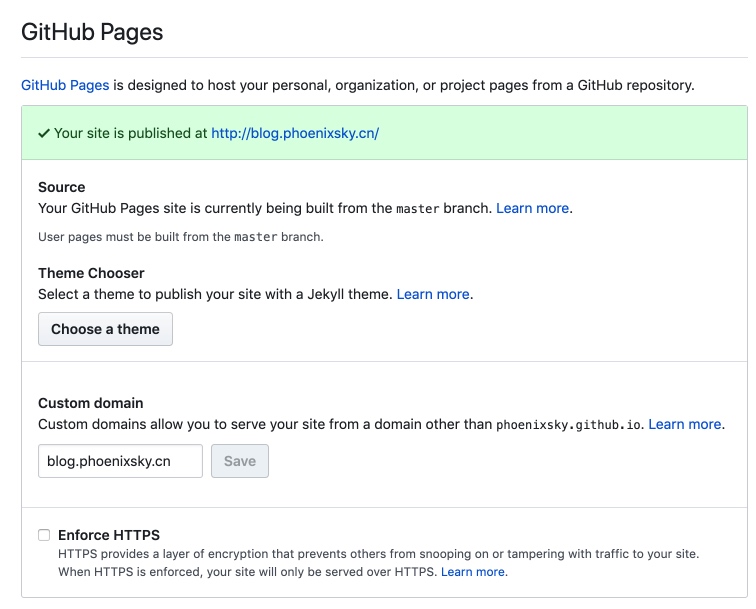 GitHub Pages
GitHub Pages is designed to host your personal, organization, or project pages from a GitHub repository.
✓ Your site is published at http://blog.phoenixsky.cn/
Source
Your GitHub Pages site is currently being built from the master branch. Learn more.
User pages must be built from the master branch.
Theme Chooser
Select a theme to publish your site with a Jekyll theme. Learn more.
Choose a theme
Custom domain
Custom domains allow you to serve your site from a domain other than phoenixsky.github.io. Learn more.
blog.phoenixsky.cn Save
Enforce HTTPS
HTTPS provides a layer of encryption that prevents others from snooping on or tampering with traffic to your site.
When HTTPS is enforced, your site will only be served over HTTPS. Learn more.